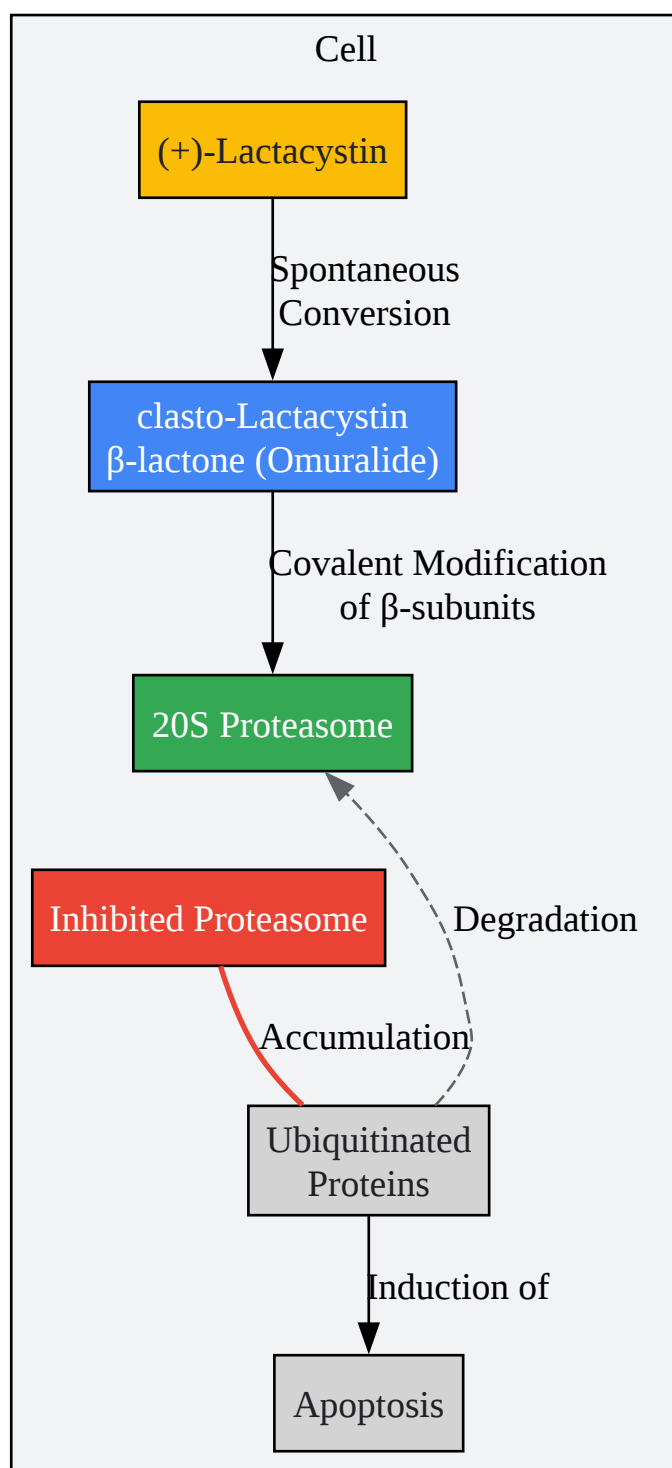 Cell
(+)-Lactacystin
Spontaneous
Conversion
clasto-Lactacystin
β-lactone (Omuralide)
Covalent Modification
of β-subunits
20S Proteasome
Inhibited Proteasome
Degradation
Accumulation
Ubiquitinated
Proteins
Induction of
Apoptosis